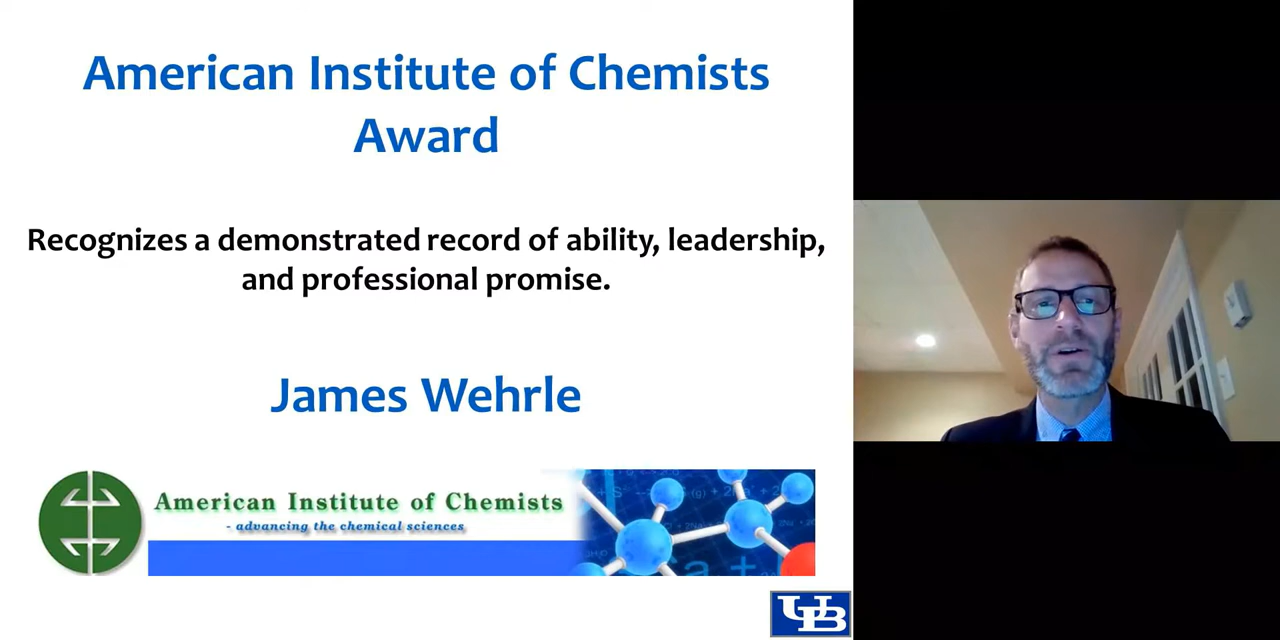 American Institute of Chemists
Award
Recognizes a demonstrated record of ability, leadership,
and professional promise.
James Wehrle
American Institute of Chemists
- advancing the chemical sciences
UB